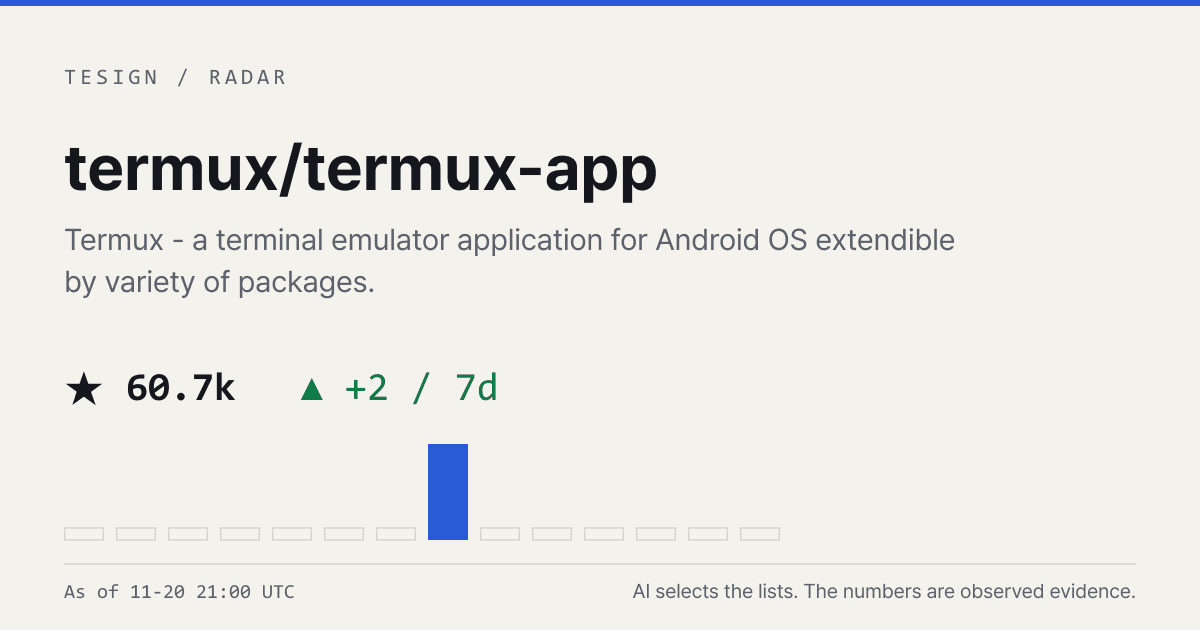 TESIGN / RADAR
termux/termux-app
Termux - a terminal emulator application for Android OS extendible
by variety of packages.
★ 60.7k ▲ +2 / 7d
As of 11-20 21:00 UTC
AI selects the lists. The numbers are observed evidence.